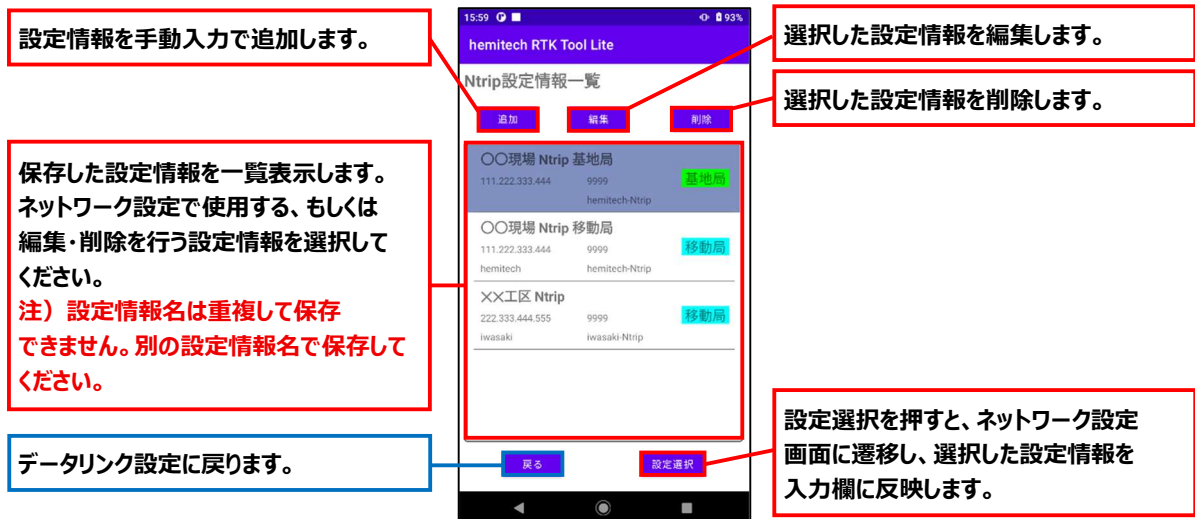 設定情報を手動入力で追加します。
保存した設定情報を一覧表示します。
ネットワーク設定で使用する、もしくは
編集・削除を行う設定情報を選択して
ください。
注）設定情報名は重複して保存
できません。別の設定情報名で保存して
ください。
データリンク設定に戻ります。
15:59 93%
hemitech RTK Tool Lite
Ntrip設定情報一覧
追加 編集 削除
〇〇現場 Ntrip 基地局
111.222.333.444 9999 基地局
hemitech-Ntrip
〇〇現場 Ntrip 移動局
111.222.333.444 9999 移動局
hemitech hemitech-Ntrip
××工区 Ntrip
222.333.444.555 9999 移動局
iwasaki iwasaki-Ntrip
戻る 設定選択
選択した設定情報を編集します。
選択した設定情報を削除します。
設定選択を押すと、ネットワーク設定
画面に遷移し、選択した設定情報を
入力欄に反映します。